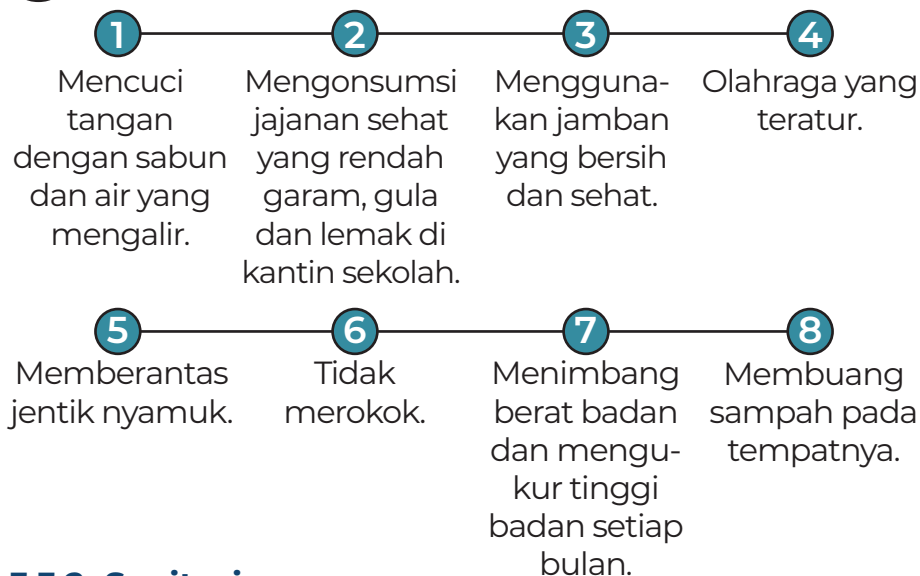 1
Mencuci
tangan
dengan sabun
dan air yang
mengalir.
2
Mengonsumsi
jajanan sehat
yang rendah
garam, gula
dan lemak di
kantin sekolah.
3
Mengguna-
kan jamban
yang bersih
dan sehat.
4
Olahraga yang
teratur.
5
Memberantas
jentik nyamuk.
6
Tidak
merokok.
7
Menimbang
berat badan
dan mengu-
kur tinggi
badan setiap
bulan.
8
Membuang
sampah pada
tempatnya.